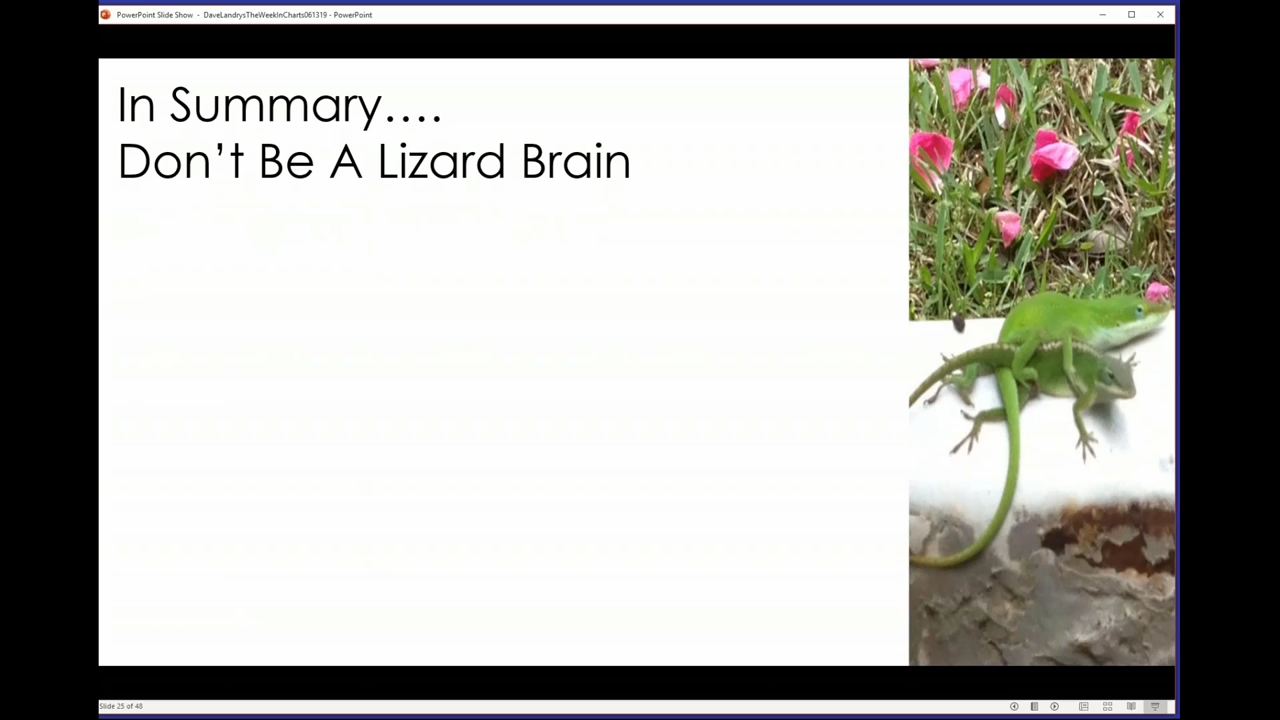 PowerPoint Slide Show - DaveLandrysTheWeekInCharts061319 - PowerPoint
In Summary....
Don't Be A Lizard Brain
Slide 25 of 48